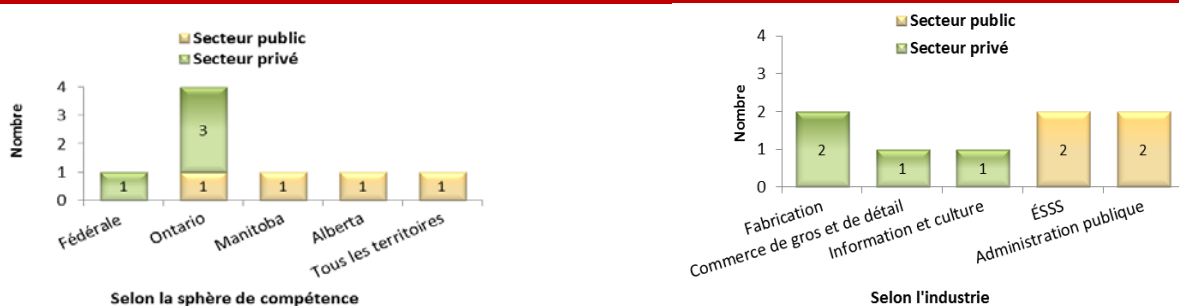 Secteur public
Secteur privé
Nombre
4
3
2
1
0
1
3
1
1
1
1
Fédérale
Ontario
Manitoba
Alberta
Tous les territoires
Selon la sphère de compétence
Secteur public
Secteur privé
Nombre
4
3
2
1
0
2
1
1
2
2
Fabrication
Commerce de gros et de détail
Information et culture
ÉSSS
Administration publique
Selon l'industrie